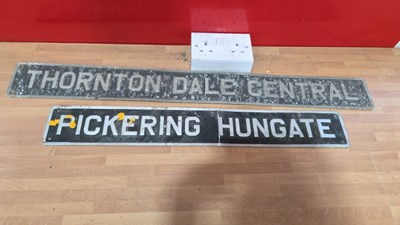 THORNTON DALE CENTRAL
PICKERING HUNGATE